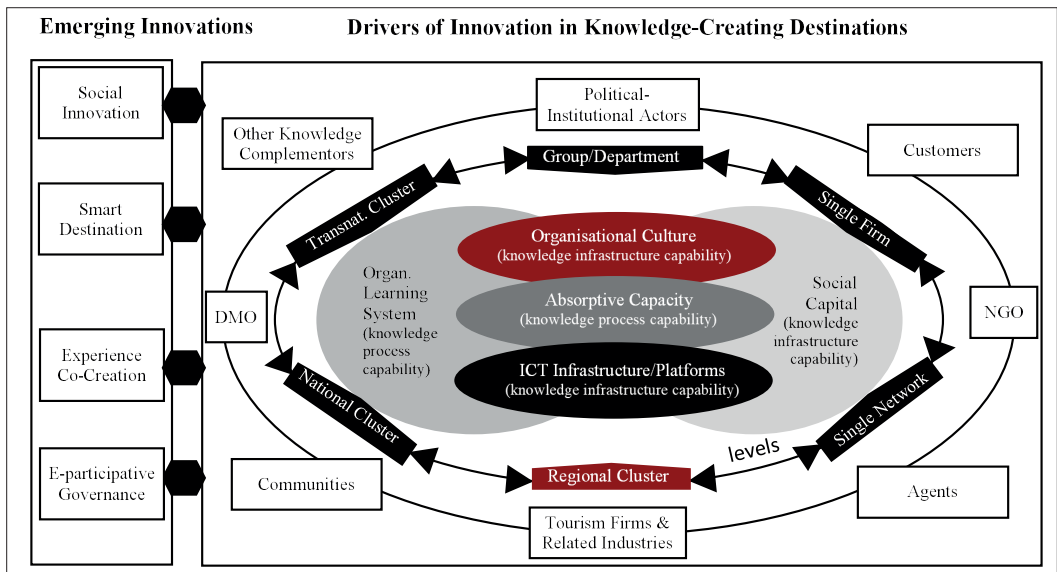 Emerging Innovations
Drivers of Innovation in Knowledge-Creating Destinations
Social
Innovation
Smart
Destination
Experience
Co-Creation
E-participative
Governance
Political-
Institutional Actors
Other Knowledge
Complementors
Customers
DMO
NGO
Communities
Agents
Tourism Firms &
Related Industries
Group/Department
Transnat. Cluster
Single Firm
National Cluster
Single Network
Regional Cluster
levels
Organ.
Learning
System
(knowledge
process
capability)
Organisational Culture
(knowledge infrastructure capability)
Absorptive Capacity
(knowledge process capability)
ICT Infrastructure/Platforms
(knowledge infrastructure capability)
Social
Capital
(knowledge
infrastructure
capability)